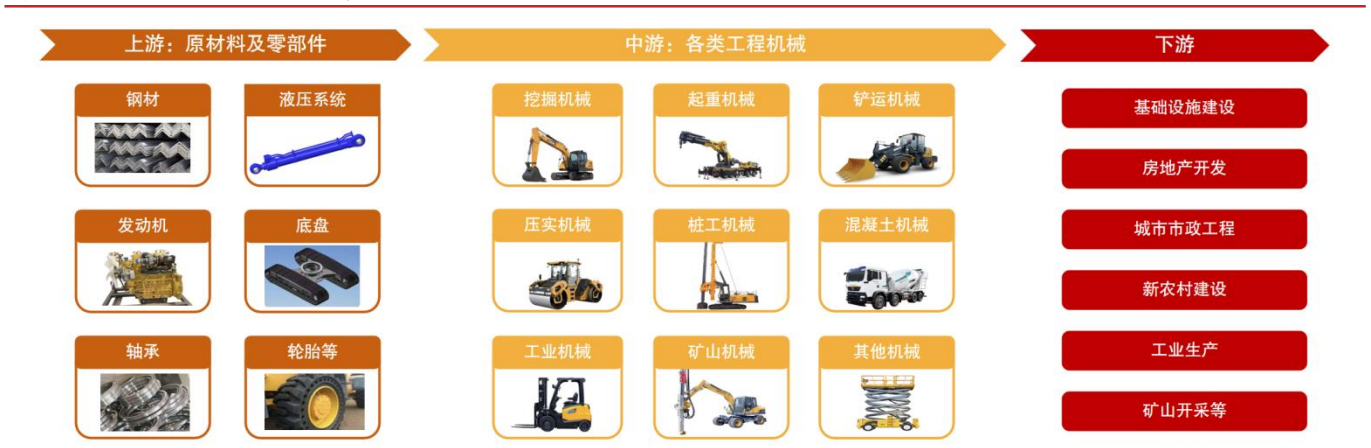 上游：原材料及零部件
中游：各类工程机械
下游
钢材
液压系统
挖掘机械
起重机械
铲运机械
基础设施建设
房地产开发
发动机
底盘
压实机械
桩工机械
混凝土机械
城市市政工程
新农村建设
轴承
轮胎等
工业机械
矿山机械
其他机械
工业生产
矿山开采等